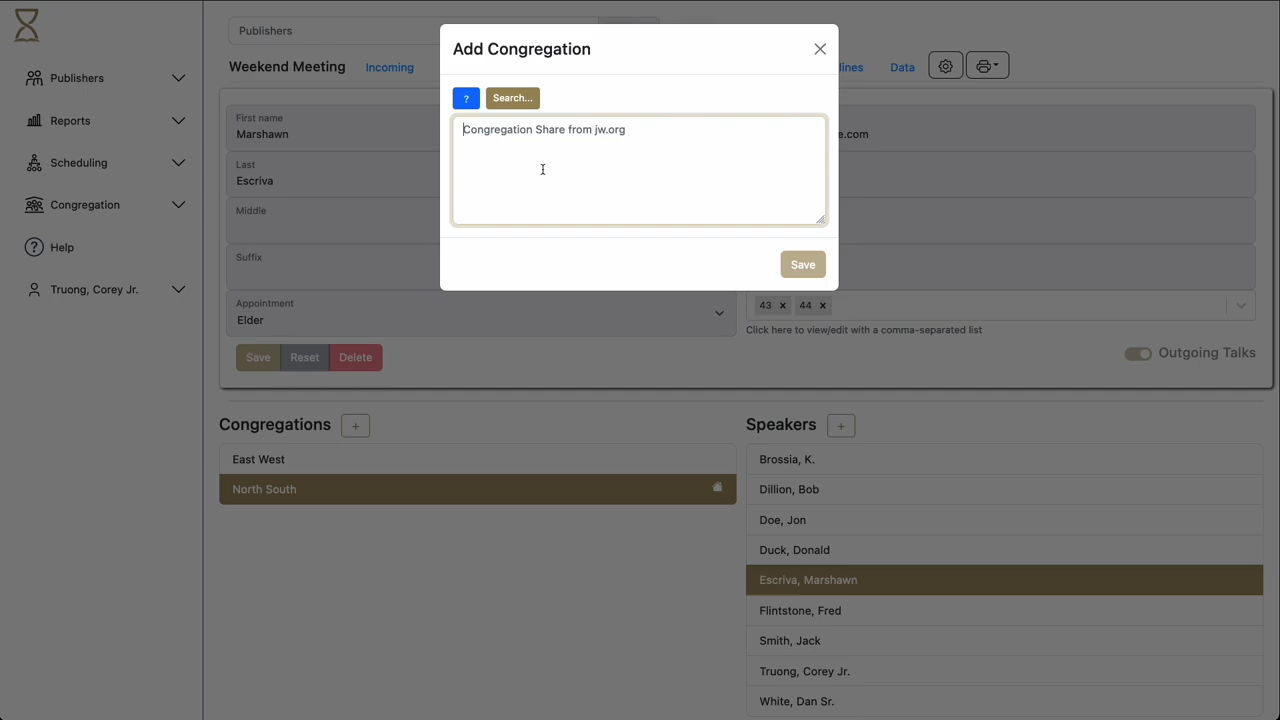 Publishers
Reports
Scheduling
Congregation
Help
Truong, Corey Jr.
Publishers
Weekend Meeting
Incoming
lines
Data
Add Congregation
?
Search...
Congregation Share from jw.org
Save
First name
Marshawn
e.com
Last
Escriva
Middle
Suffix
Appointment
Elder
43 ×
44 ×
Click here to view/edit with a comma-separated list
Save
Reset
Delete
Outgoing Talks
Congregations +
East West
North South
Speakers +
Brossia, K.
Dillion, Bob
Doe, Jon
Duck, Donald
Escriva, Marshawn
Flintstone, Fred
Smith, Jack
Truong, Corey Jr.
White, Dan Sr.